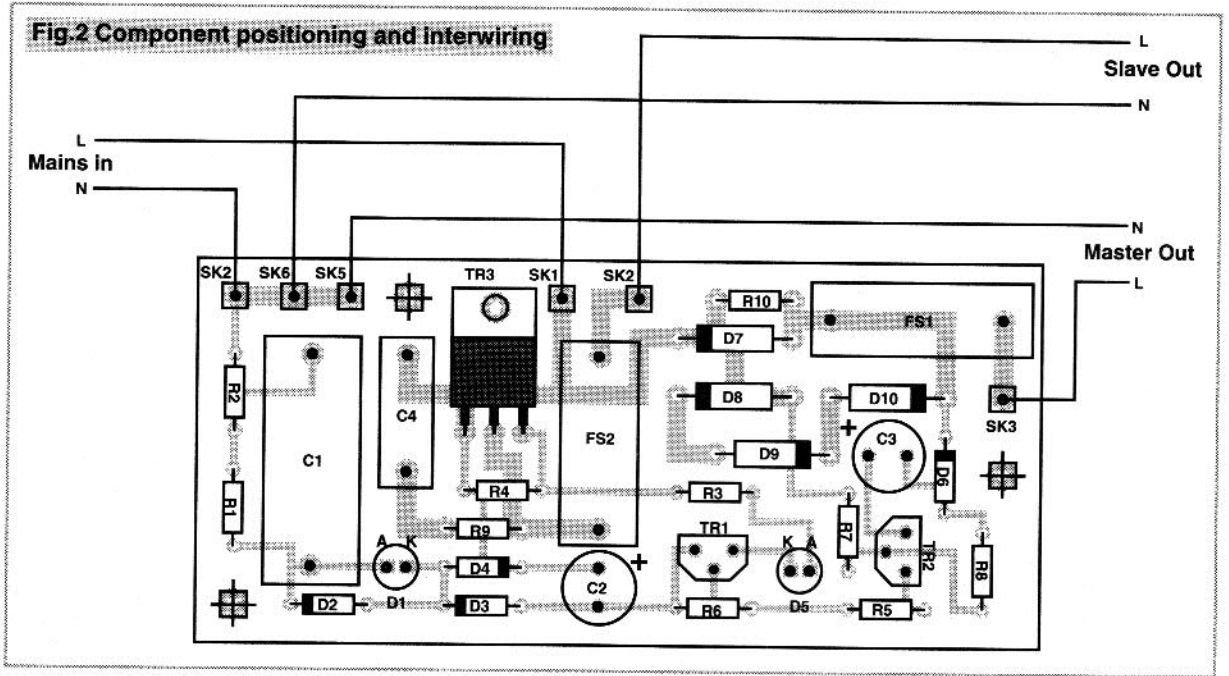 Fig.2 Component positioning and interwiring
L
Slave Out
N
L
Mains in
N
N
Master Out
L
SK2 SK6 SK5 TR3 SK1 SK2
R10
FS1
D7
R2
D8 D10
C4
C3
SK3
FS2
C1
D9
D6
R4 R3
R1
R9 TR1 R7
A K
K A
TR2
D4
R8
C2
D2 D1 D3 R6 D5 R5
+
+